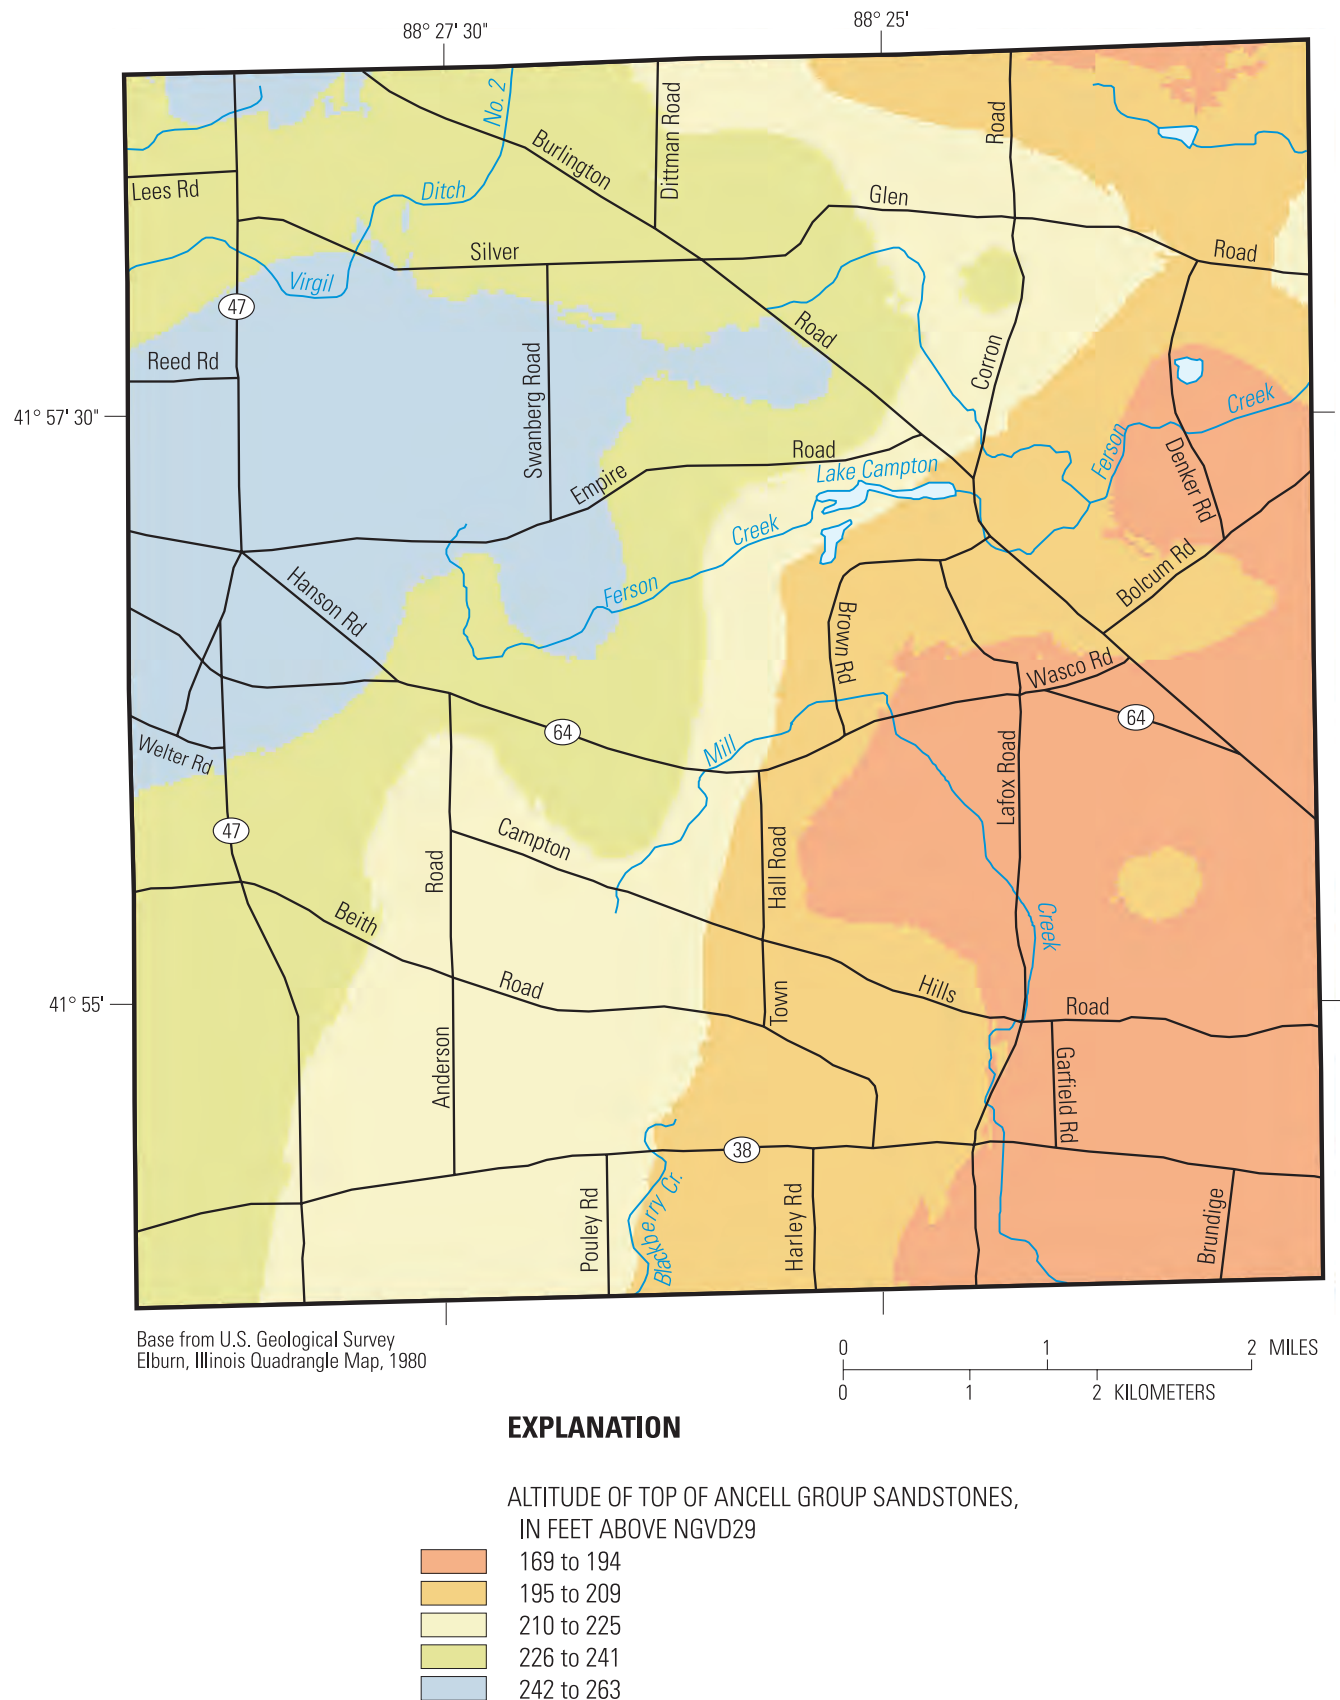 88° 27' 30"
88° 25'
No. 2
Burlington
Dittman Road
Road
Lees Rd
Ditch
Glen
Silver
Road
Virgil
47
Road
Reed Rd
Swanberg Road
Corron
Creek
41° 57' 30"
Road
Ferson
Denker Rd
Empire
Lake Campton
Creek
Bolcum Rd
Hanson Rd
Ferson
Brown Rd
Wasco Rd
64
64
Welter Rd
Mill
Lafox Road
47
Campton
Hall Road
Road
Beith
Creek
41° 55'
Road
Hills
Town
Road
Anderson
Garfield Rd
38
Pouley Rd
Blackberry Cr.
Harley Rd
Brundige
Base from U.S. Geological Survey
Elburn, Illinois Quadrangle Map, 1980
0 1 2 MILES
0 1 2 KILOMETERS
EXPLANATION
ALTITUDE OF TOP OF ANCELL GROUP SANDSTONES,
IN FEET ABOVE NGVD29
169 to 194
195 to 209
210 to 225
226 to 241
242 to 263